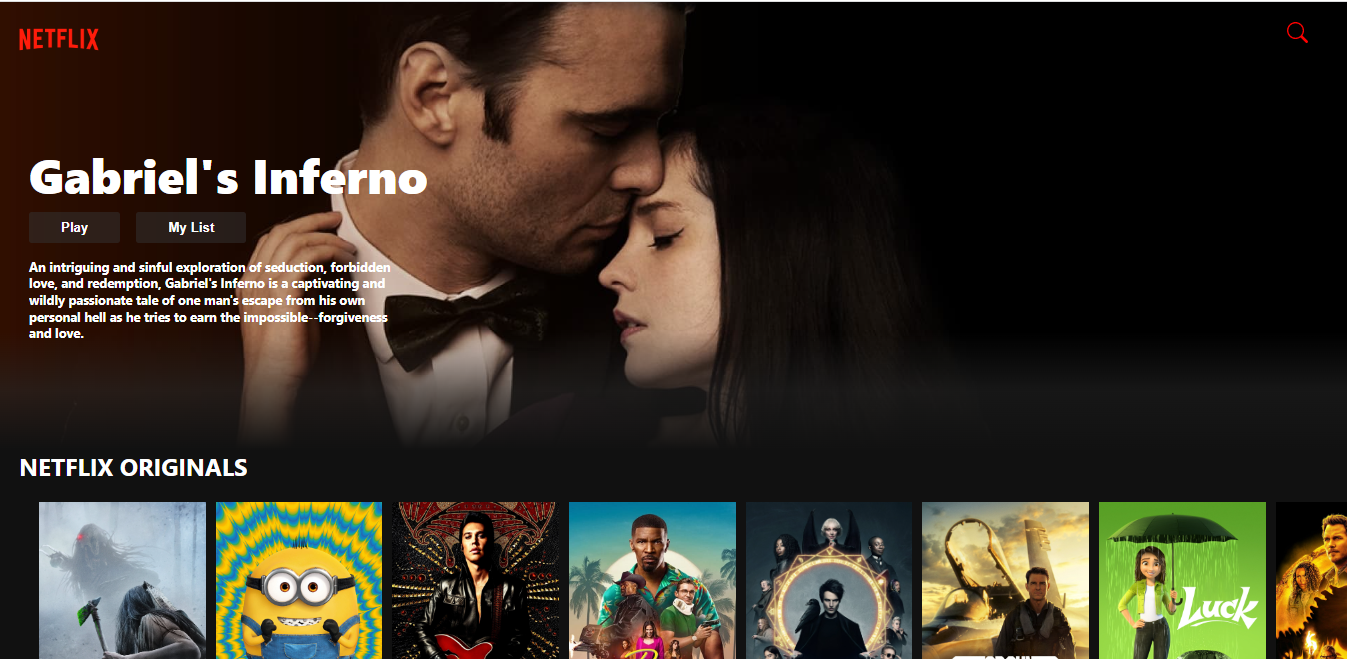 NETFLIX
Gabriel's Inferno
Play
My List
An intriguing and sinful exploration of seduction, forbidden
love, and redemption, Gabriel's Inferno is a captivating and
wildly passionate tale of one man's escape from his own
personal hell as he tries to earn the impossible--forgiveness
and love.
NETFLIX ORIGINALS
Luck